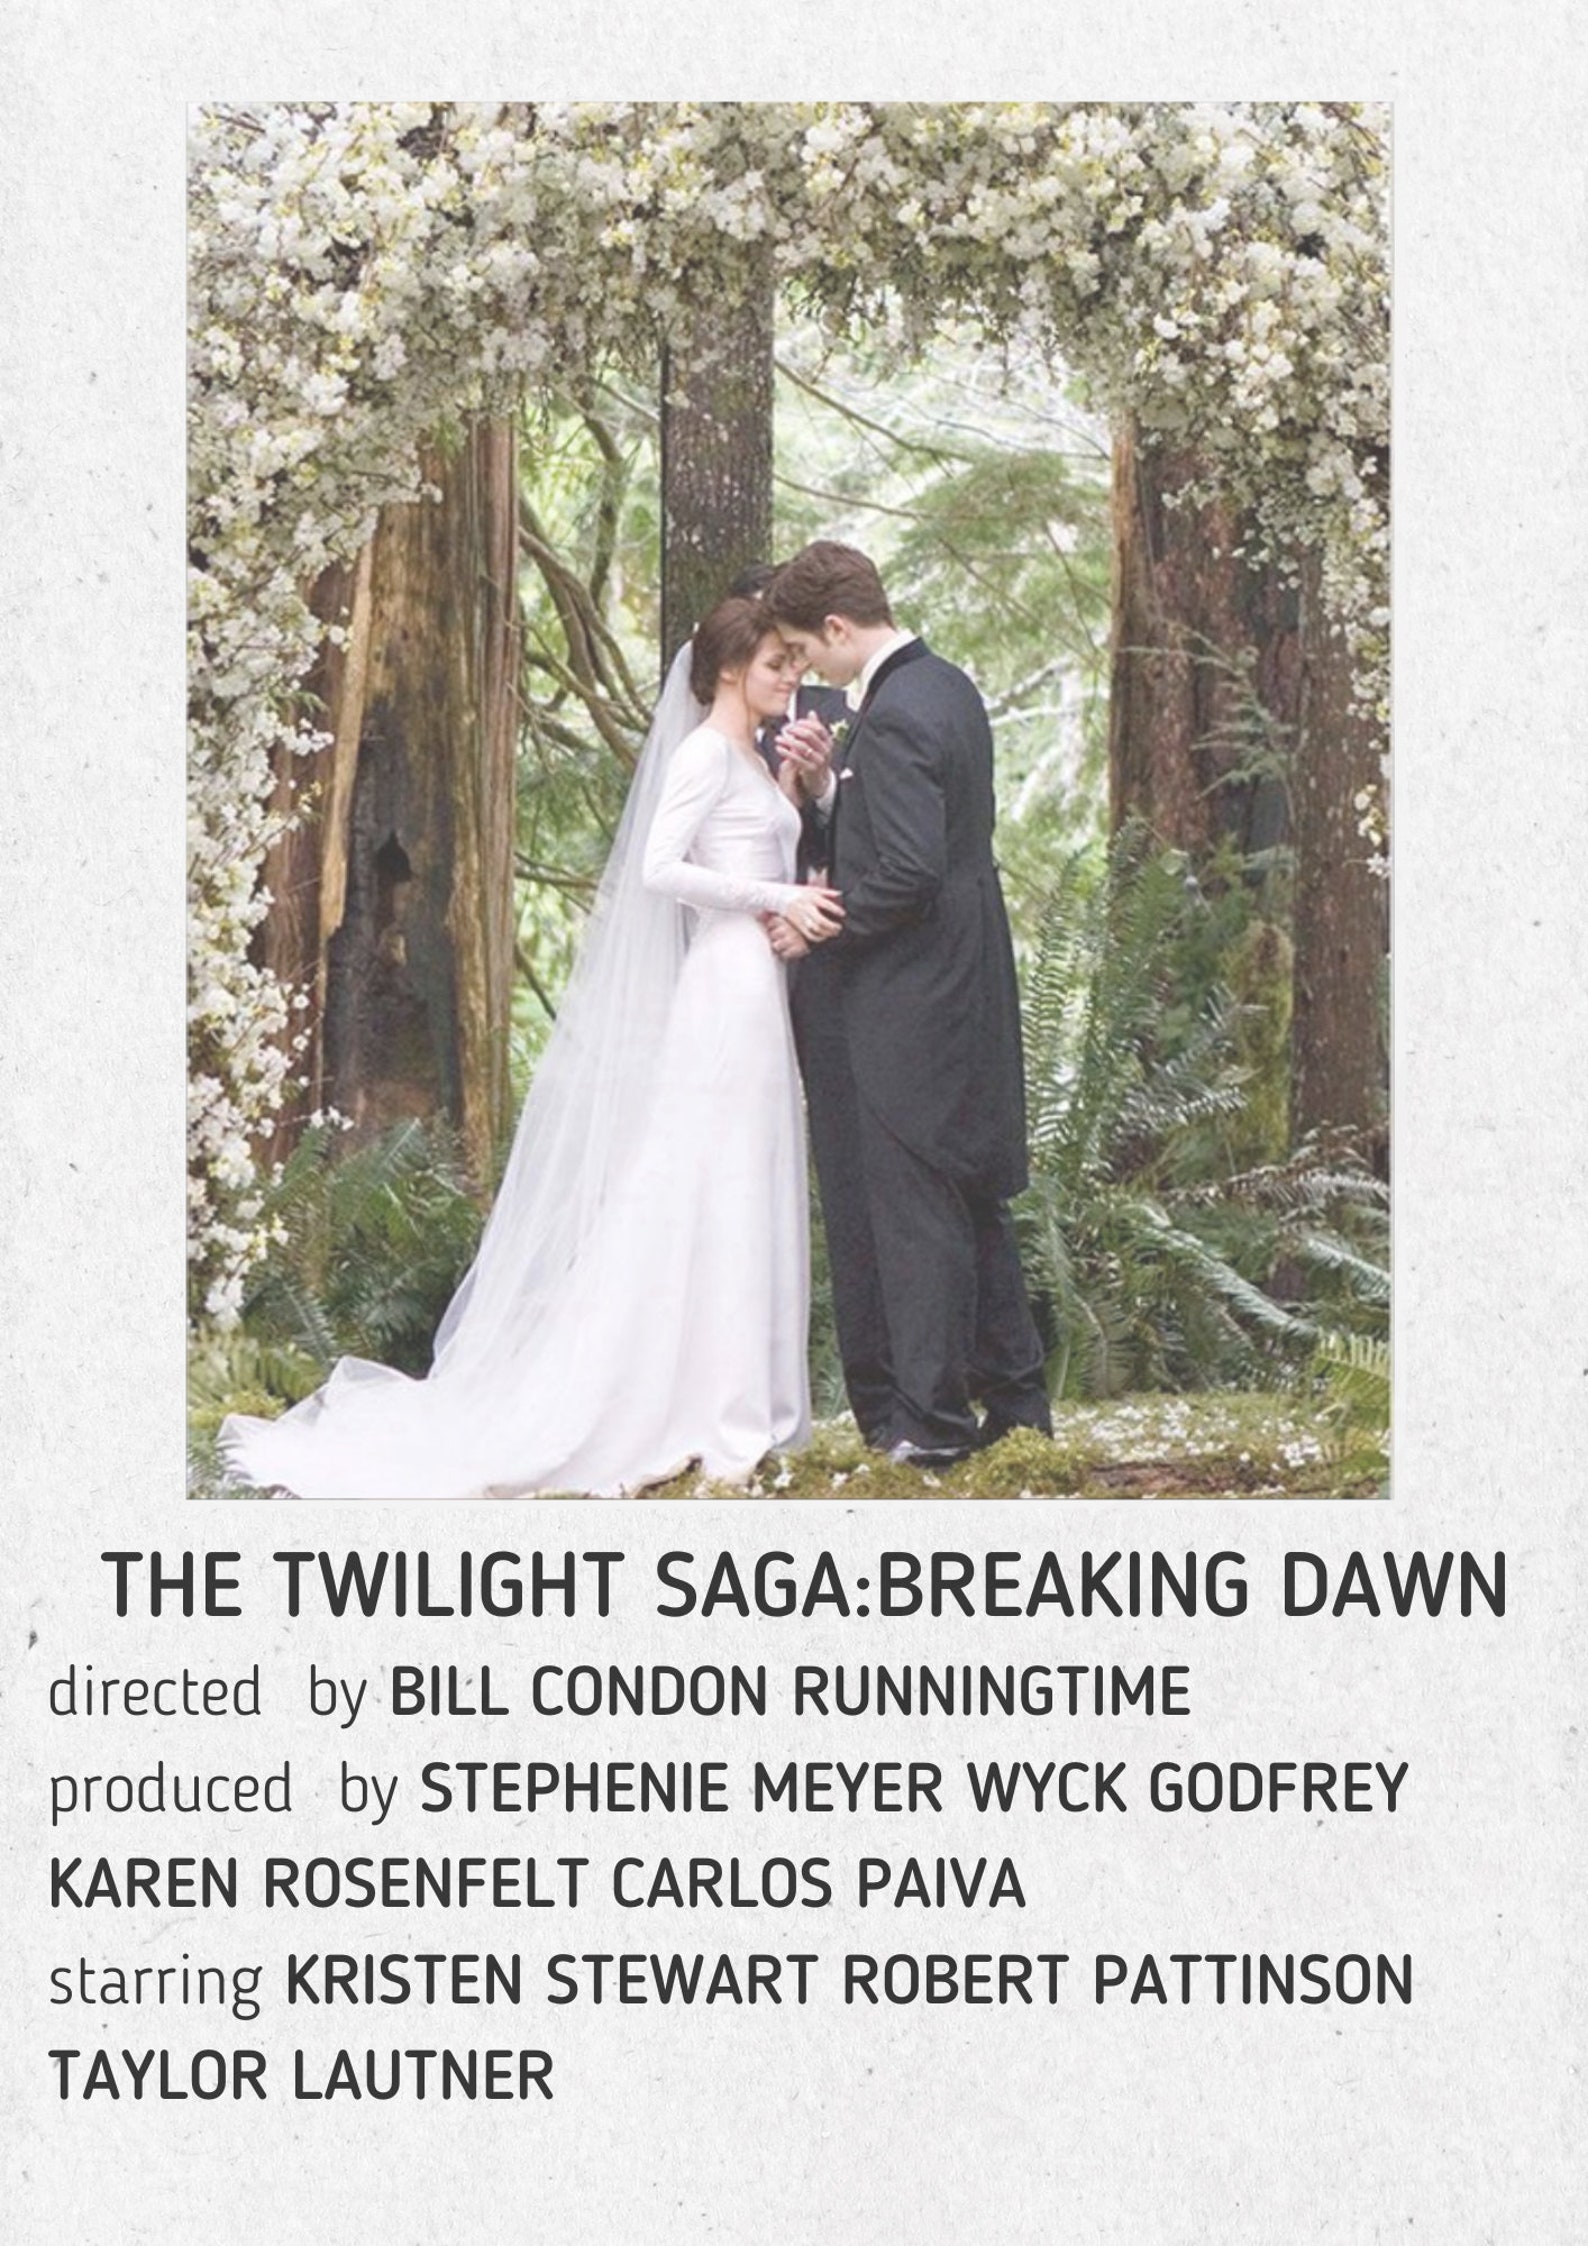 THE TWILIGHT SAGA:BREAKING DAWN
directed by BILL CONDON RUNNINGTIME
produced by STEPHENIE MEYER WYCK GODFREY
KAREN ROSENFELT CARLOS PAIVA
starring KRISTEN STEWART ROBERT PATTINSON
TAYLOR LAUTNER